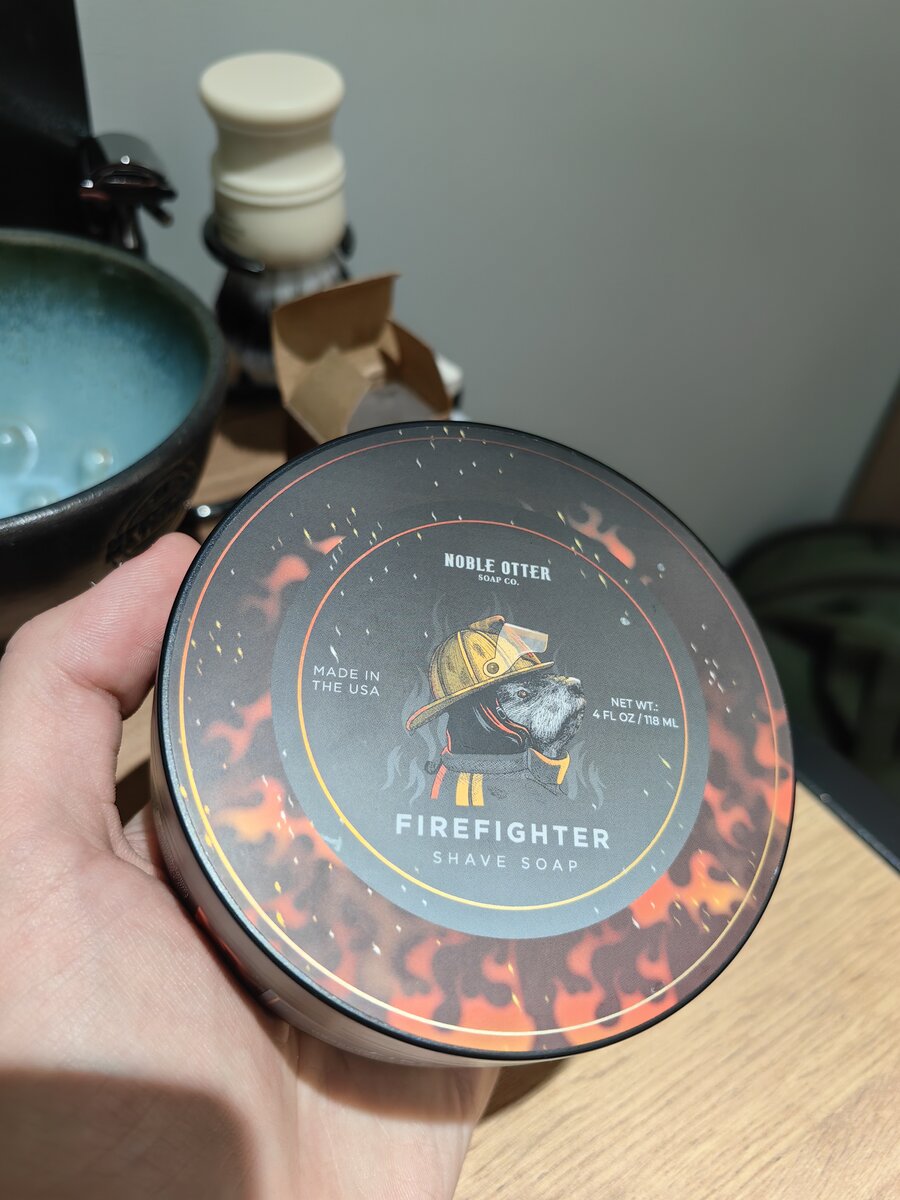 NOBLE OTTER
SOAP CO.
MADE IN
THE USA
NET WT.:
4 FL OZ / 118 ML
FIREFIGHTER
SHAVE SOAP